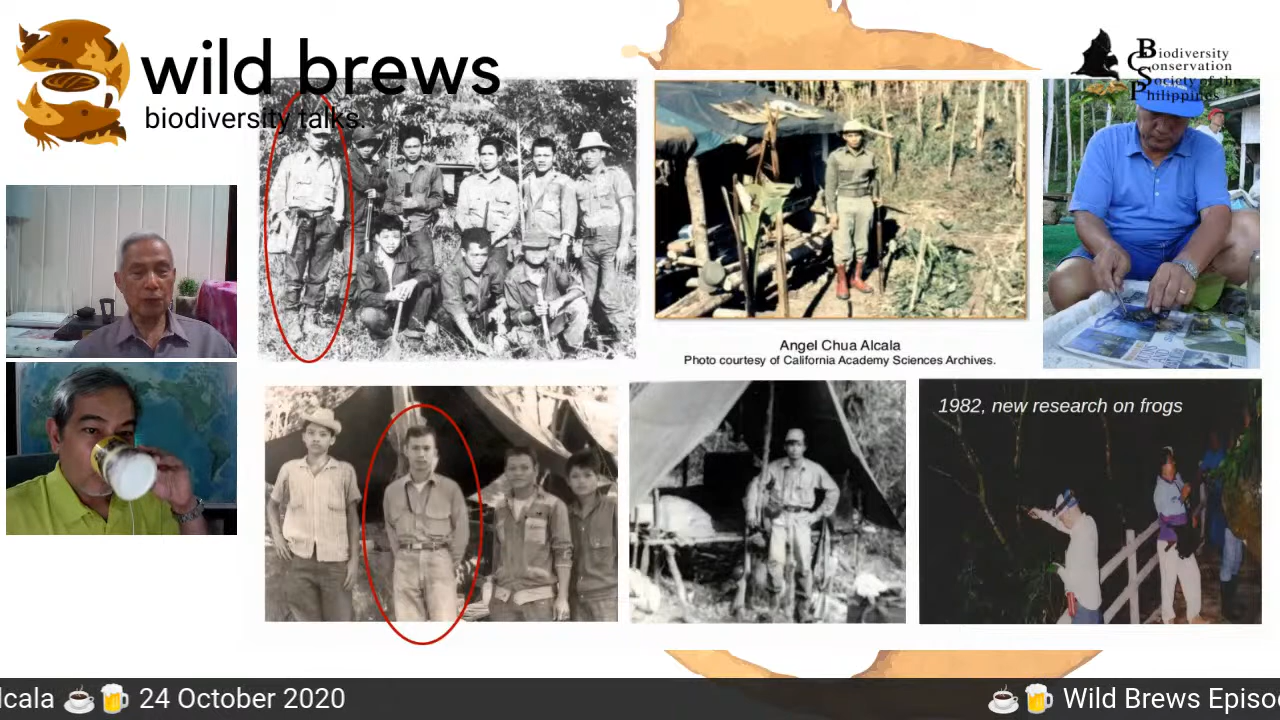 wild brews
biodiversity talks.
Biodiversity
Conservation
Society of the
Philippines
Angel Chua Alcala
Photo courtesy of California Academy Sciences Archives.
1982, new research on frogs
lcala ☕🍺 24 October 2020
☕🍺 Wild Brews Episo